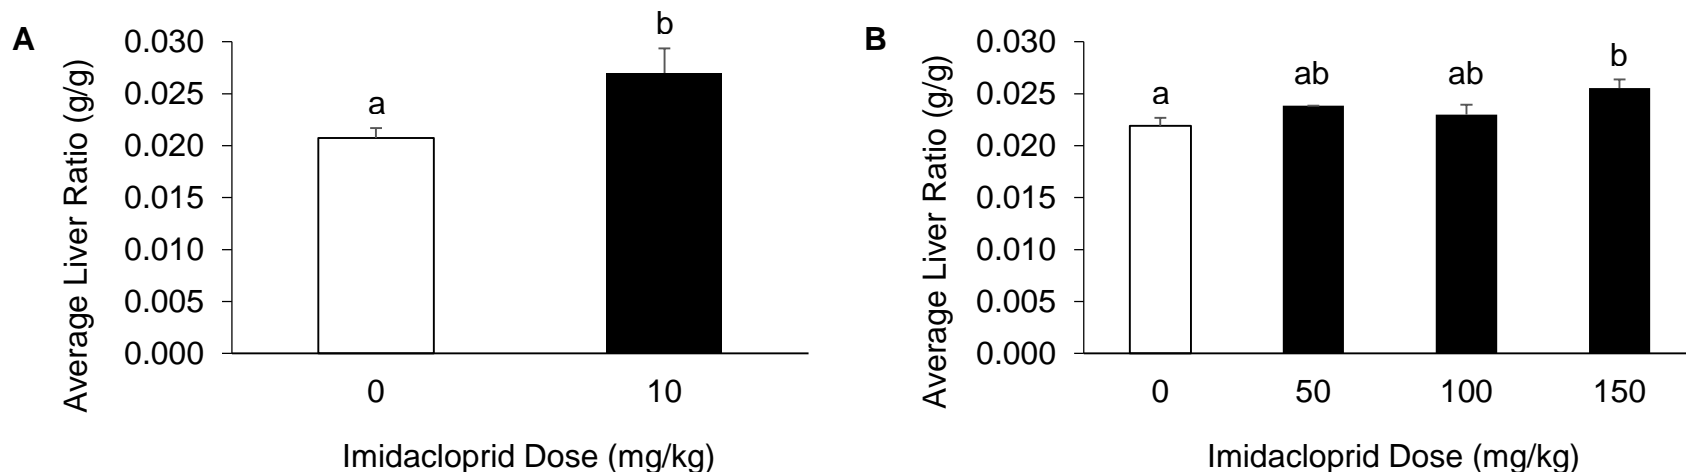 A
Average Liver Ratio (g/g)
0.030
0.025
0.020
0.015
0.010
0.005
0.000
a
b
0 10
Imidacloprid Dose (mg/kg)
B
Average Liver Ratio (g/g)
0.030
0.025
0.020
0.015
0.010
0.005
0.000
a
ab
ab
b
0 50 100 150
Imidacloprid Dose (mg/kg)